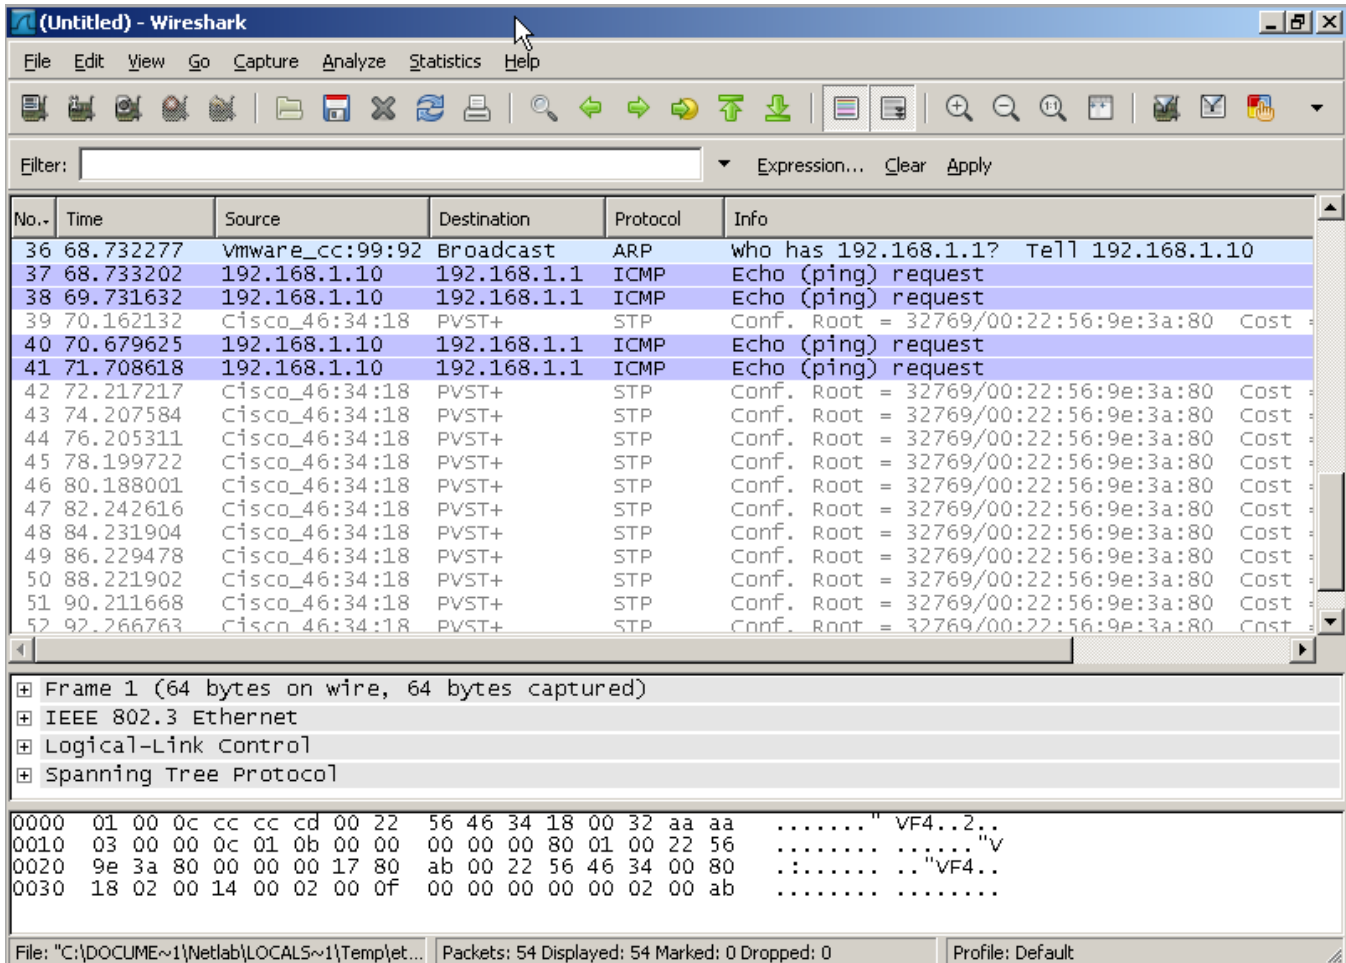 (Untitled) - Wireshark
File Edit View Go Capture Analyze Statistics Help
Filter: Expression... Clear Apply
No. Time Source Destination Protocol Info
36 68.732277 Vmware_cc:99:92 Broadcast ARP Who has 192.168.1.1? Tell 192.168.1.10
37 68.733202 192.168.1.10 192.168.1.1 ICMP Echo (ping) request
38 69.731632 192.168.1.10 192.168.1.1 ICMP Echo (ping) request
39 70.162132 Cisco_46:34:18 PVST+ STP Conf. Root = 32769/00:22:56:9e:3a:80 Cost =
40 70.679625 192.168.1.10 192.168.1.1 ICMP Echo (ping) request
41 71.708618 192.168.1.10 192.168.1.1 ICMP Echo (ping) request
42 72.217217 Cisco_46:34:18 PVST+ STP Conf. Root = 32769/00:22:56:9e:3a:80 Cost =
43 74.207584 Cisco_46:34:18 PVST+ STP Conf. Root = 32769/00:22:56:9e:3a:80 Cost =
44 76.205311 Cisco_46:34:18 PVST+ STP Conf. Root = 32769/00:22:56:9e:3a:80 Cost =
45 78.199722 Cisco_46:34:18 PVST+ STP Conf. Root = 32769/00:22:56:9e:3a:80 Cost =
46 80.188001 Cisco_46:34:18 PVST+ STP Conf. Root = 32769/00:22:56:9e:3a:80 Cost =
47 82.242616 Cisco_46:34:18 PVST+ STP Conf. Root = 32769/00:22:56:9e:3a:80 Cost =
48 84.231904 Cisco_46:34:18 PVST+ STP Conf. Root = 32769/00:22:56:9e:3a:80 Cost =
49 86.229478 Cisco_46:34:18 PVST+ STP Conf. Root = 32769/00:22:56:9e:3a:80 Cost =
50 88.221902 Cisco_46:34:18 PVST+ STP Conf. Root = 32769/00:22:56:9e:3a:80 Cost =
51 90.211668 Cisco_46:34:18 PVST+ STP Conf. Root = 32769/00:22:56:9e:3a:80 Cost =
52 92.266763 Cisco_46:34:18 PVST+ STP Conf. Root = 32769/00:22:56:9e:3a:80 Cost =
Frame 1 (64 bytes on wire, 64 bytes captured)
IEEE 802.3 Ethernet
Logical-Link Control
Spanning Tree Protocol
0000 01 00 0c cc cc cd 00 22 56 46 34 18 00 32 aa aa ......." VF4..2..
0010 03 00 00 0c 01 0b 00 00 00 00 00 80 01 00 22 56 ........ ......"V
0020 9e 3a 80 00 00 00 17 80 ab 00 22 56 46 34 00 80 .:...... .."VF4..
0030 18 02 00 14 00 02 00 0f 00 00 00 00 00 02 00 ab ........ ........
File: "C:\DOCUME~1\Netlab\LOCALS~1\Temp\et... Packets: 54 Displayed: 54 Marked: 0 Dropped: 0 Profile: Default